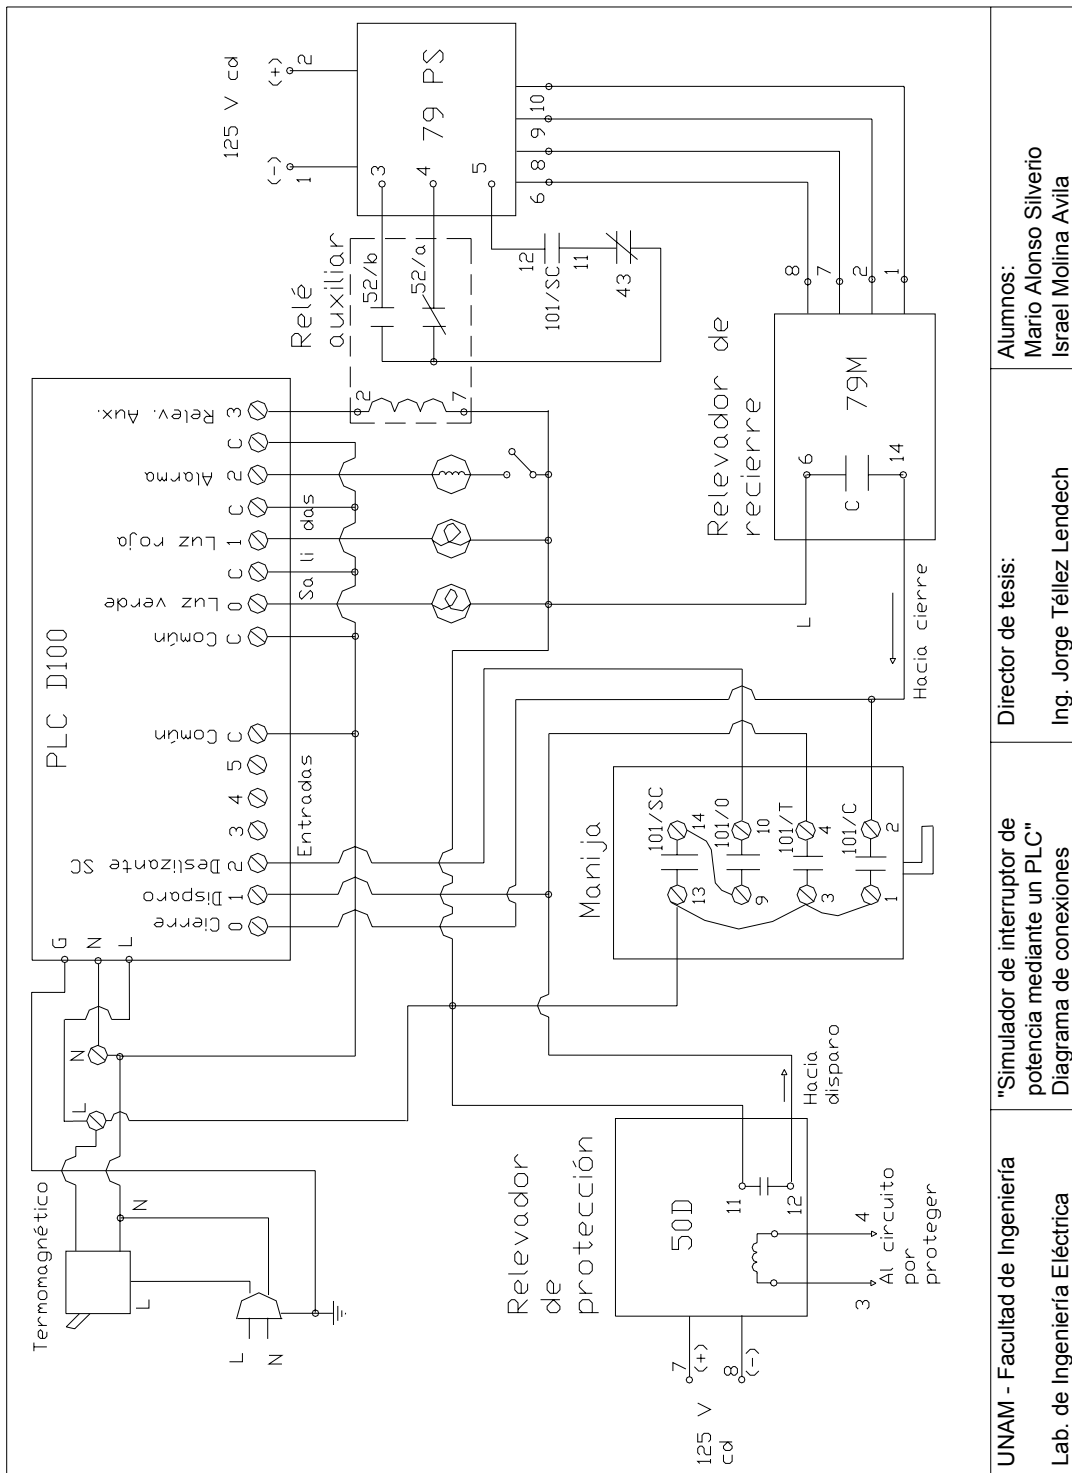 Termomagnético
L
N
L
N
L
N
G
N
L
PLC D100
Cierre
0
Disparo
1
Deslizante SC
2
3
4
5
Común
C
Entradas
Común
C
Luz verde
0
C
Luz roja
1
C
Alarma
2
C
Relev. Aux.
3
Sa li das
Relé
auxiliar
2
7
52/b
52/a
125 V cd
(-)
1
(+)
2
79 PS
3
4
5
6
8
9
10
12
101/SC
11
43
Relevador
de
protección
50D
11
12
7
(+)
8
(-)
125 V
cd
3
4
Al circuito
por
proteger
Hacia
disparo
Manija
101/SC
13
14
101/O
9
10
101/T
3
4
101/C
1
2
Hacia cierre
L
Relevador de
recierre
79M
6
C
14
8
7
2
1
UNAM - Facultad de Ingeniería
Lab. de Ingeniería Eléctrica
"Simulador de interruptor de
potencia mediante un PLC"
Diagrama de conexiones
Director de tesis:
Ing. Jorge Téllez Lendech
Alumnos:
Mario Alonso Silverio
Israel Molina Avila